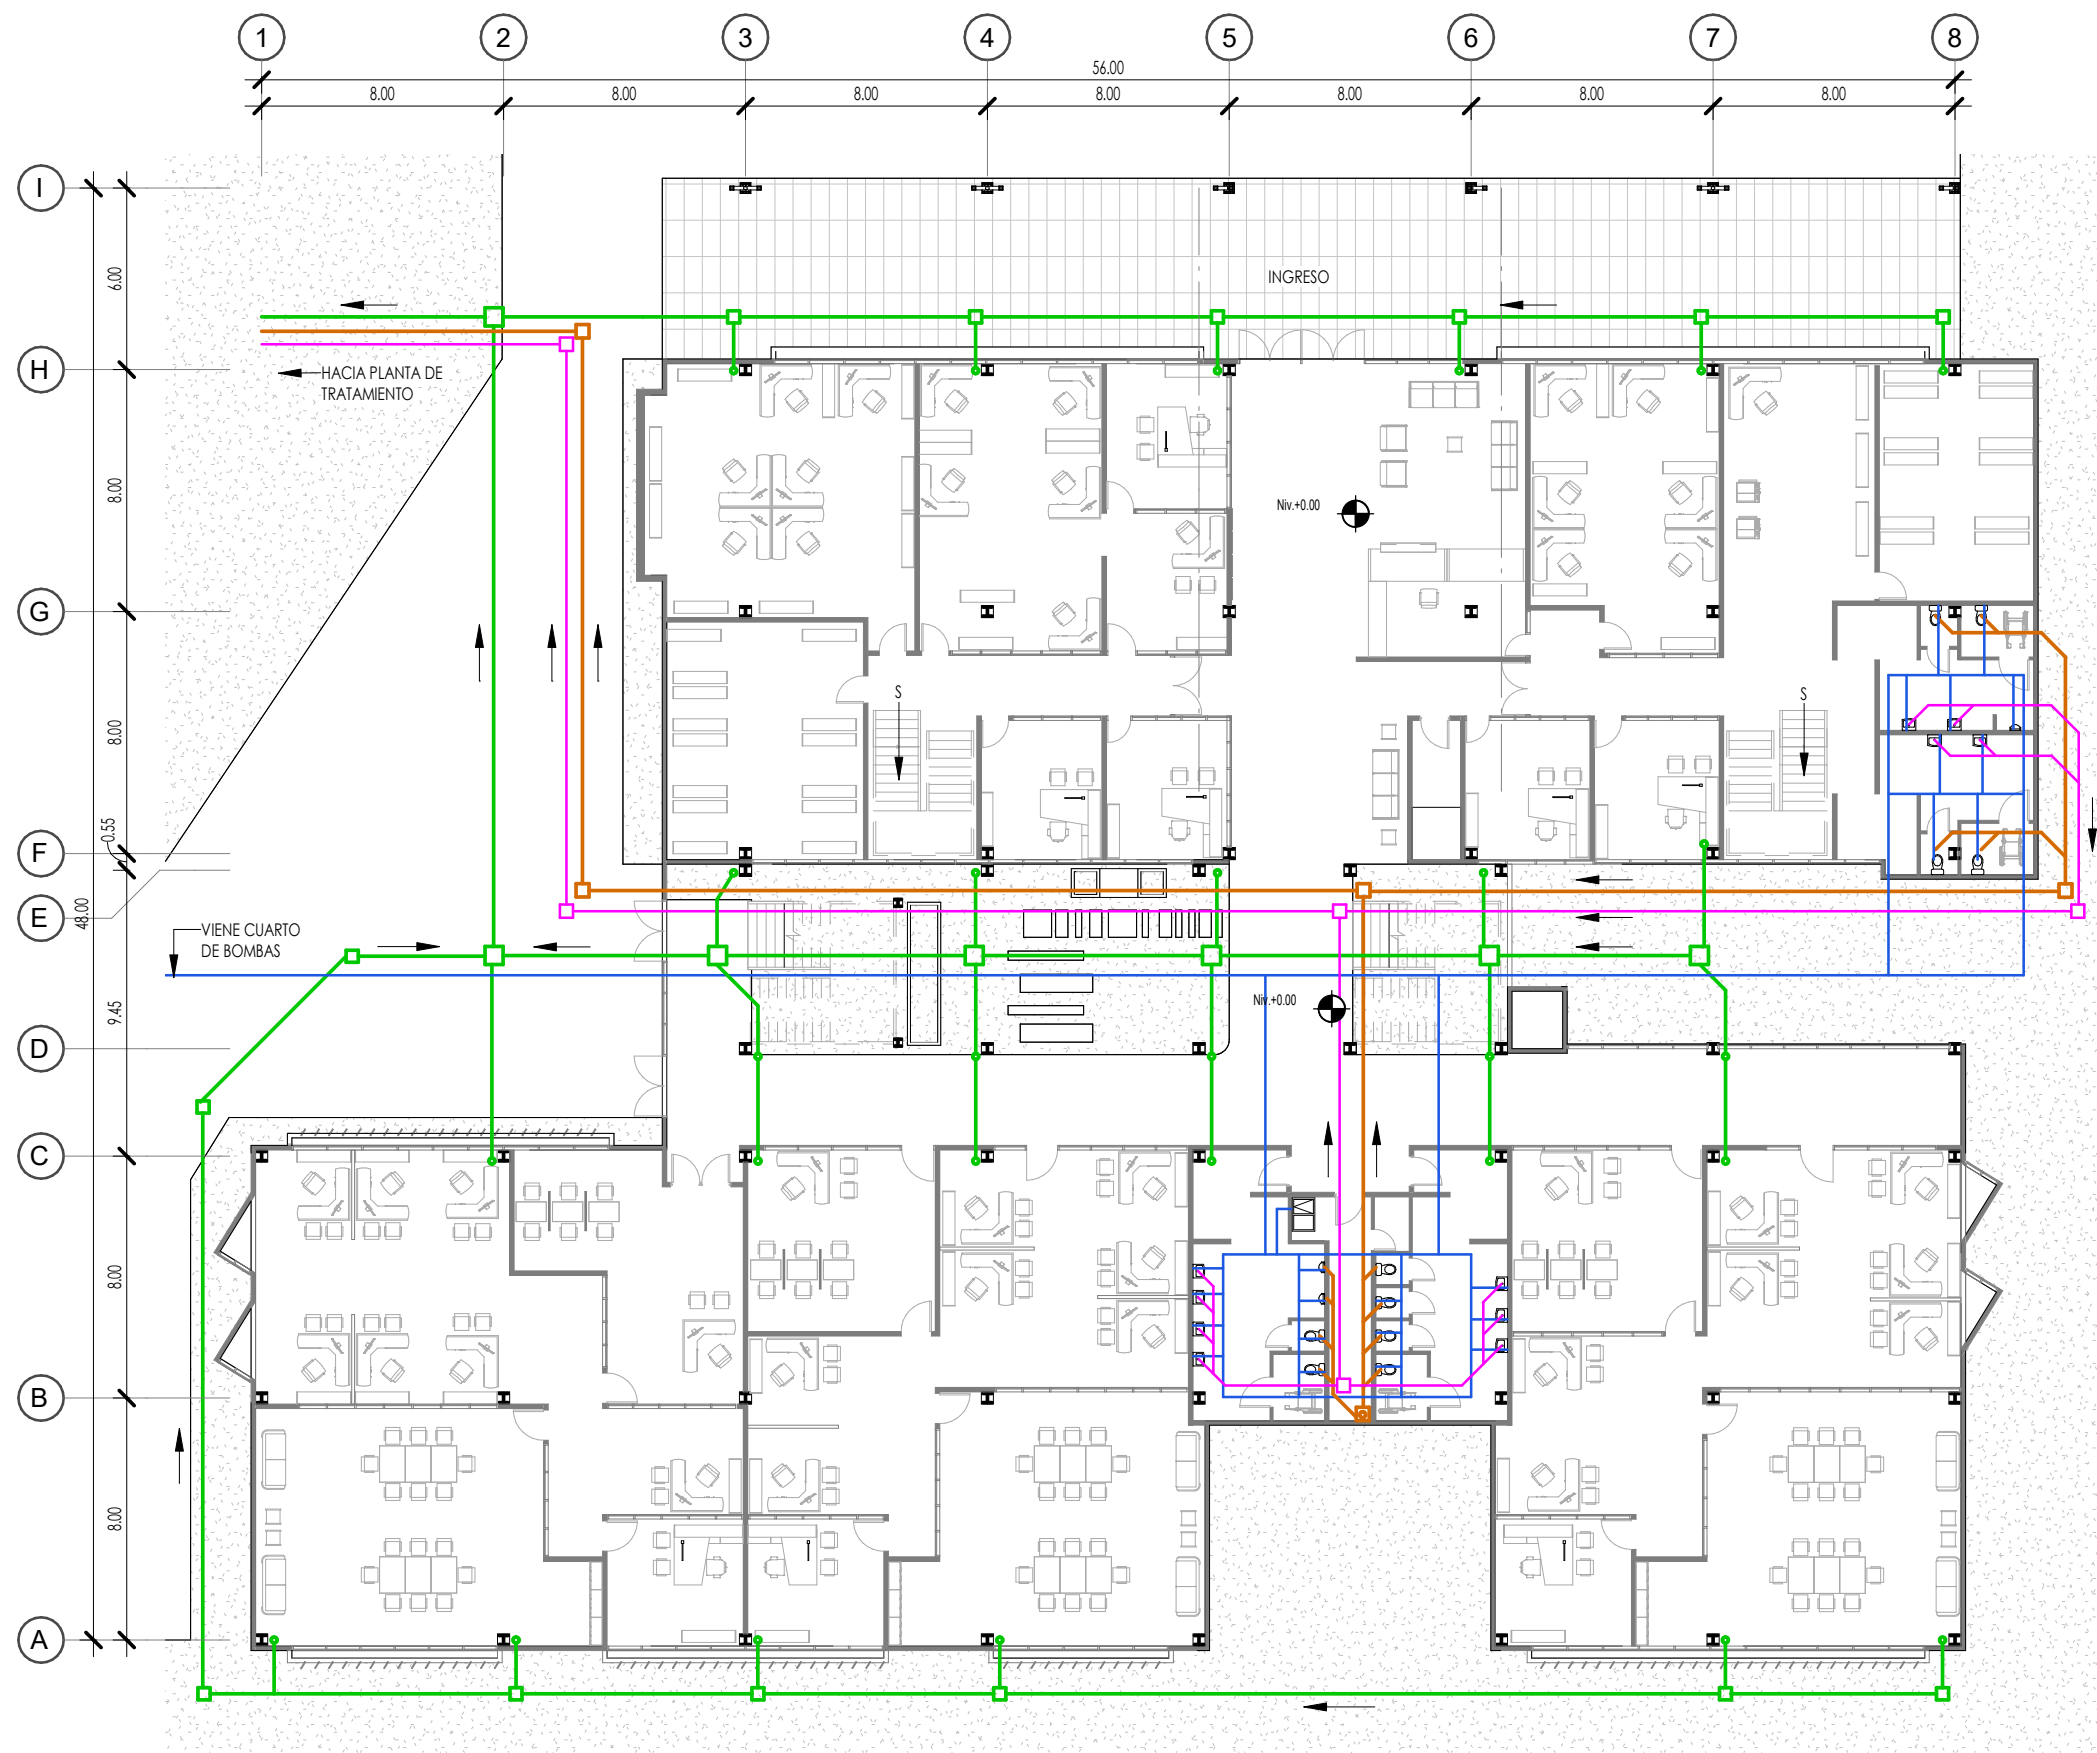 1 2 3 4 5 6 7 8
56.00
8.00 8.00 8.00 8.00 8.00 8.00 8.00
I
6.00
INGRESO
H
HACIA PLANTA DE
TRATAMIENTO
8.00
Niv.+0.00
G
8.00
S
S
0.55
F
E
48.00
VIENE CUARTO
DE BOMBAS
9.45
Niv.+0.00
D
C
8.00
B
8.00
A